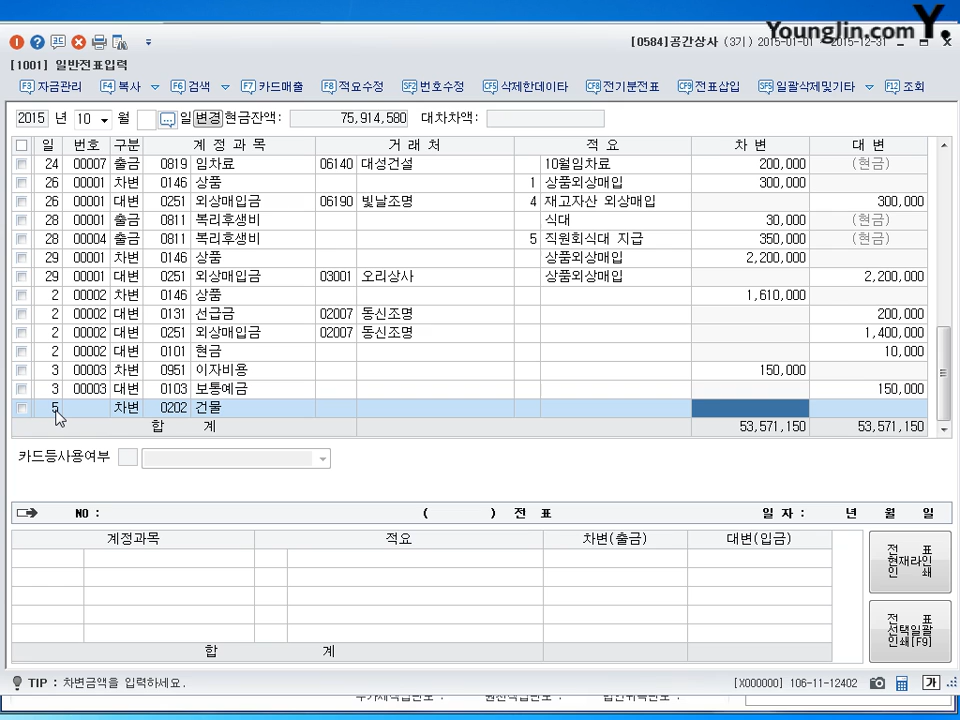 YoungJin.com Y.
[0584]공간상사 (3기) 2015-01-01 ~ 2015-12-31
[1001] 일반전표입력
F3 자금관리 F4 복사 F6 검색 F7 카드매출 F8 적요수정 SF2 번호수정 CF5 삭제한데이타 CF8 전기분전표 CF9 전표삽입 SF5 일괄삭제및기타 F12 조회
2015 년 10 월 일 변경 현금잔액: 75,914,580 대차차액:
일 번호 구분 계 정 과 목 거 래 처 적 요 차 변 대 변
24 00007 출금 0819 임차료 06140 대성건설 10월임차료 200,000 (현금)
26 00001 차변 0146 상품 1 상품외상매입 300,000
26 00001 대변 0251 외상매입금 06190 빛날조명 4 재고자산 외상매입 300,000
28 00001 출금 0811 복리후생비 식대 30,000 (현금)
28 00004 출금 0811 복리후생비 5 직원회식대 지급 350,000 (현금)
29 00001 차변 0146 상품 상품외상매입 2,200,000
29 00001 대변 0251 외상매입금 03001 오리상사 상품외상매입 2,200,000
2 00002 차변 0146 상품 1,610,000
2 00002 대변 0131 선급금 02007 통신조명 200,000
2 00002 대변 0251 외상매입금 02007 통신조명 1,400,000
2 00002 대변 0101 현금 10,000
3 00003 차변 0951 이자비용 150,000
3 00003 대변 0103 보통예금 150,000
5 차변 0202 건물
합 계 53,571,150 53,571,150
카드등사용여부
NO : ( ) 전 표 일 자 : 년 월 일
계정과목 적요 차변(출금) 대변(입금)
전 표
현재라인
인 쇄
전 표
선택일괄
인쇄[F9]
합 계
TIP : 차변금액을 입력하세요. [X000000] 106-11-12402 가